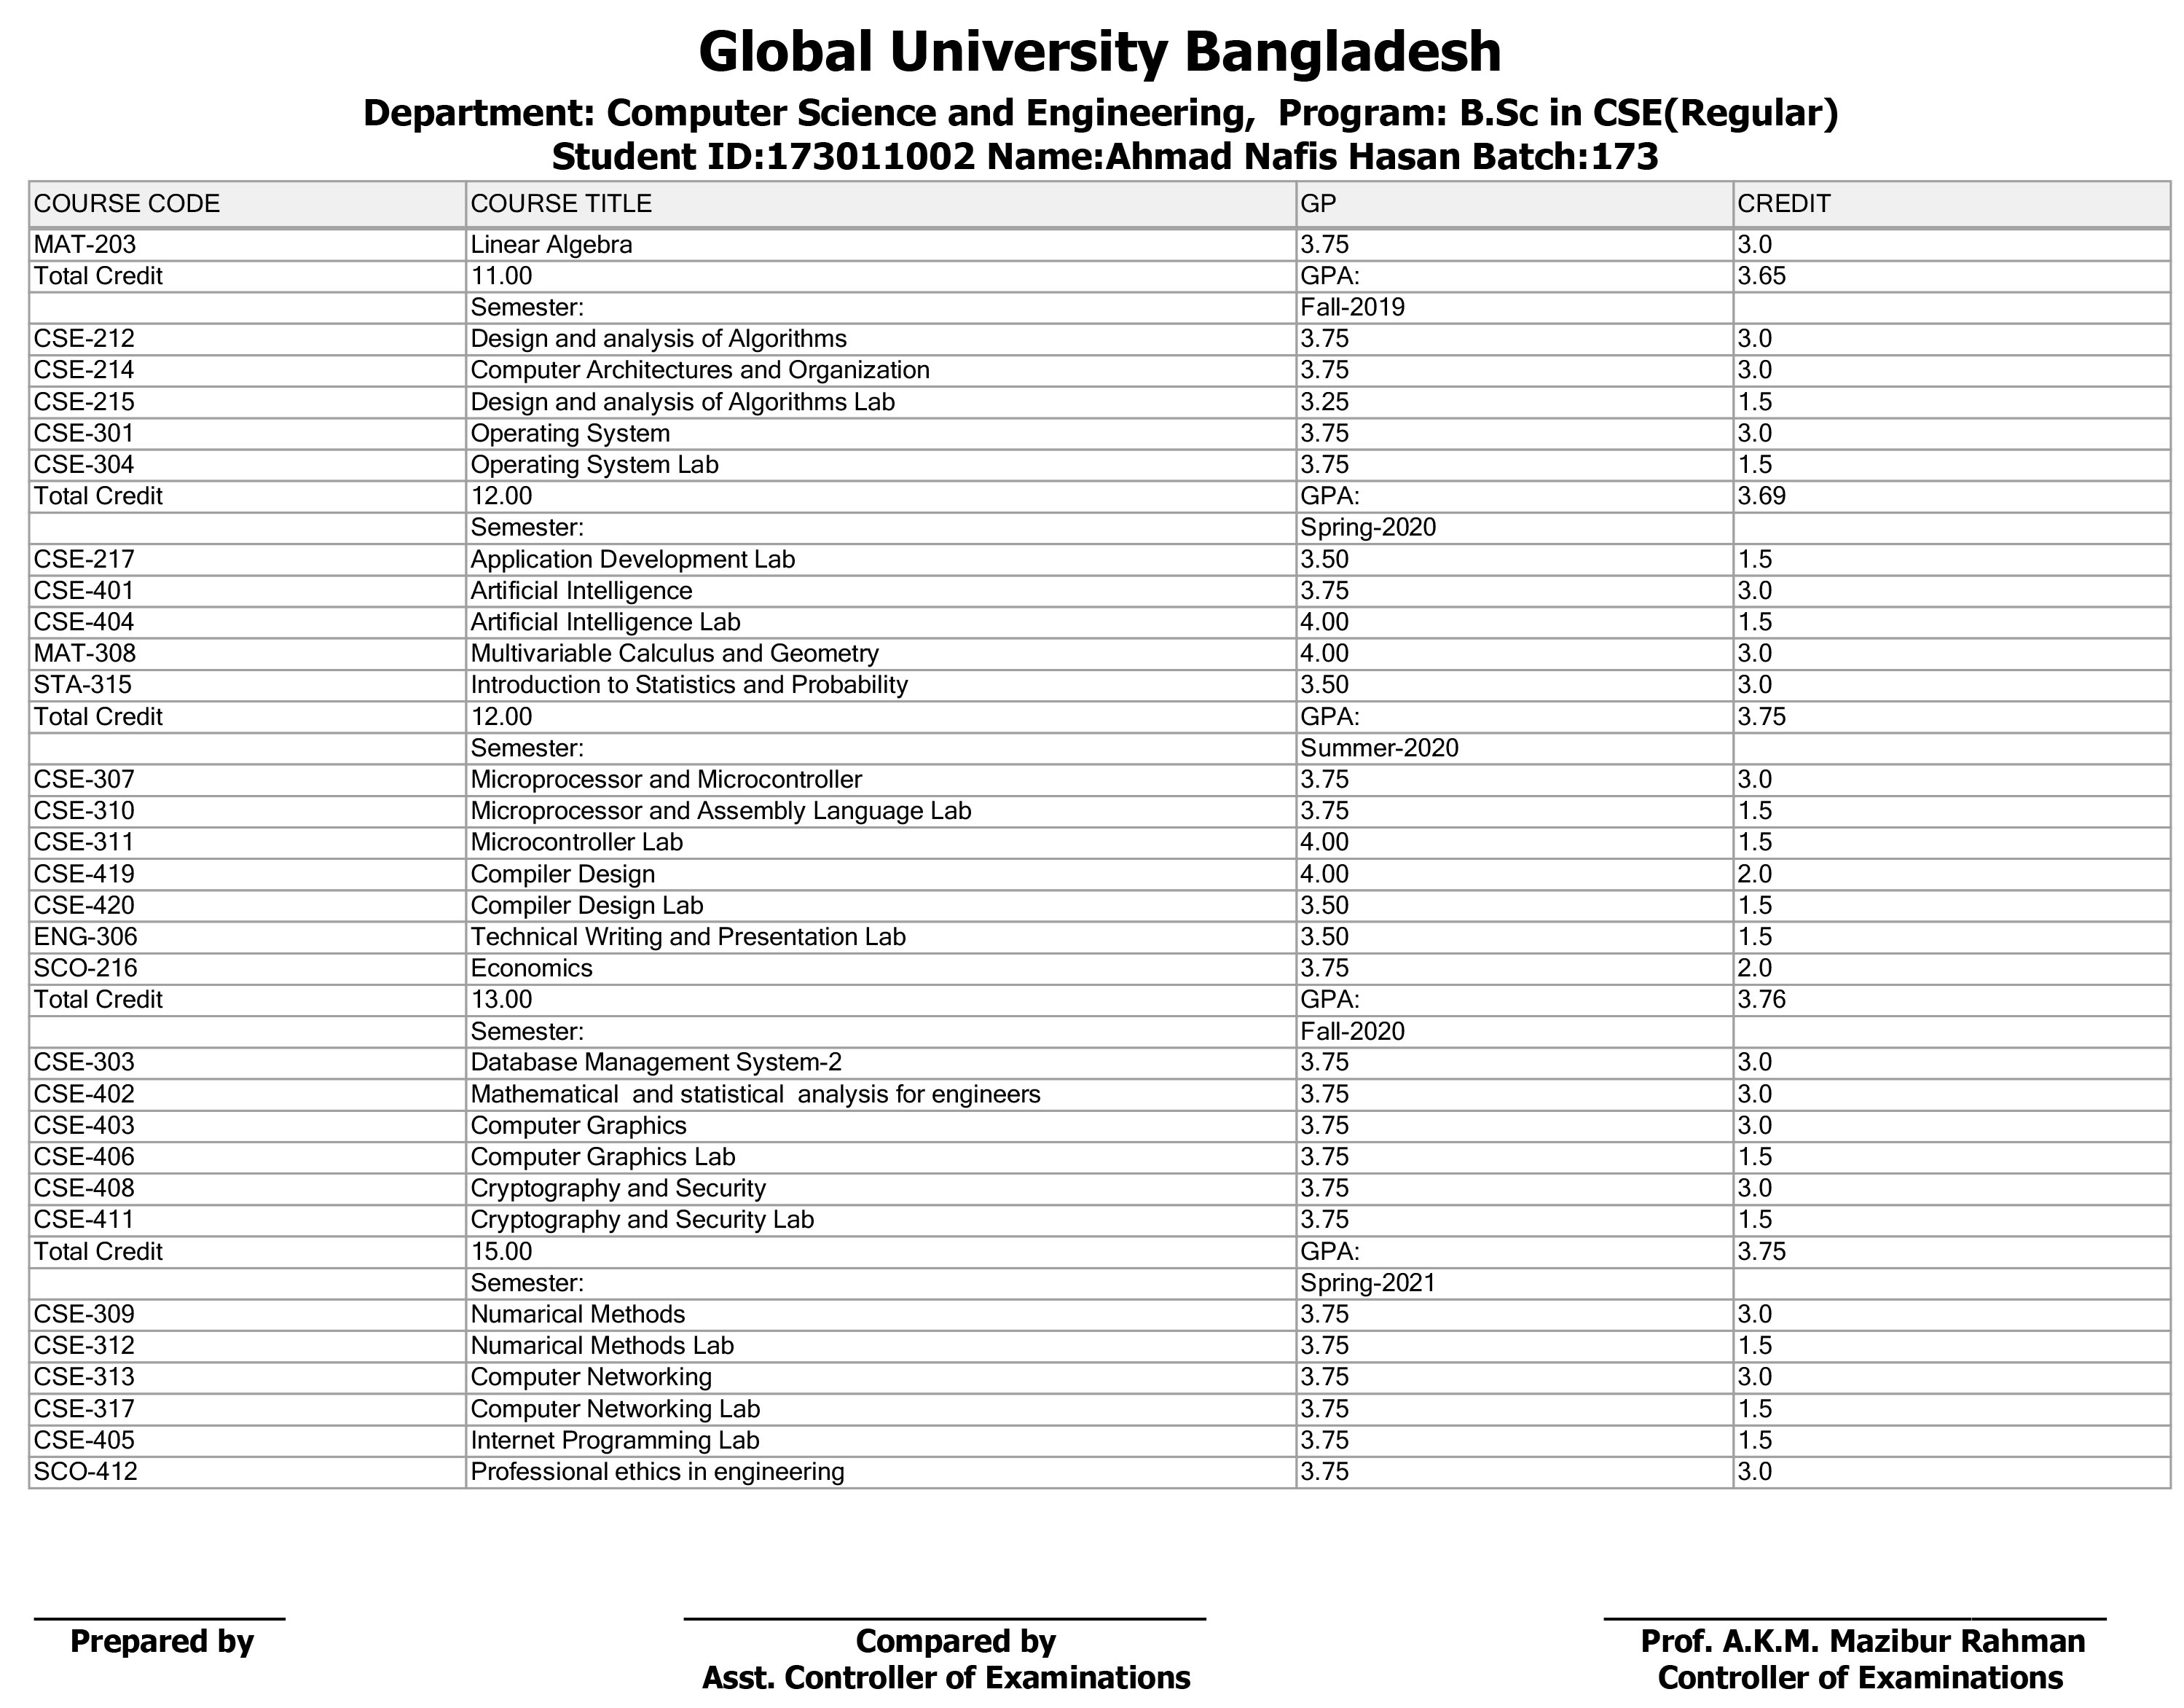 Global University Bangladesh
Department: Computer Science and Engineering,  Program: B.Sc in CSE(Regular)
Student ID:173011002 Name:Ahmad Nafis Hasan Batch:173
COURSE CODE COURSE TITLE GP CREDIT
MAT-203 Linear Algebra 3.75 3.0
Total Credit 11.00 GPA: 3.65
Semester: Fall-2019
CSE-212 Design and analysis of Algorithms 3.75 3.0
CSE-214 Computer Architectures and Organization 3.75 3.0
CSE-215 Design and analysis of Algorithms Lab 3.25 1.5
CSE-301 Operating System 3.75 3.0
CSE-304 Operating System Lab 3.75 1.5
Total Credit 12.00 GPA: 3.69
Semester: Spring-2020
CSE-217 Application Development Lab 3.50 1.5
CSE-401 Artificial Intelligence 3.75 3.0
CSE-404 Artificial Intelligence Lab 4.00 1.5
MAT-308 Multivariable Calculus and Geometry 4.00 3.0
STA-315 Introduction to Statistics and Probability 3.50 3.0
Total Credit 12.00 GPA: 3.75
Semester: Summer-2020
CSE-307 Microprocessor and Microcontroller 3.75 3.0
CSE-310 Microprocessor and Assembly Language Lab 3.75 1.5
CSE-311 Microcontroller Lab 4.00 1.5
CSE-419 Compiler Design 4.00 2.0
CSE-420 Compiler Design Lab 3.50 1.5
ENG-306 Technical Writing and Presentation Lab 3.50 1.5
SCO-216 Economics 3.75 2.0
Total Credit 13.00 GPA: 3.76
Semester: Fall-2020
CSE-303 Database Management System-2 3.75 3.0
CSE-402 Mathematical  and statistical  analysis for engineers 3.75 3.0
CSE-403 Computer Graphics 3.75 3.0
CSE-406 Computer Graphics Lab 3.75 1.5
CSE-408 Cryptography and Security 3.75 3.0
CSE-411 Cryptography and Security Lab 3.75 1.5
Total Credit 15.00 GPA: 3.75
Semester: Spring-2021
CSE-309 Numarical Methods 3.75 3.0
CSE-312 Numarical Methods Lab 3.75 1.5
CSE-313 Computer Networking 3.75 3.0
CSE-317 Computer Networking Lab 3.75 1.5
CSE-405 Internet Programming Lab 3.75 1.5
SCO-412 Professional ethics in engineering 3.75 3.0
Prepared by Compared by Prof. A.K.M. Mazibur Rahman
Asst. Controller of Examinations Controller of Examinations